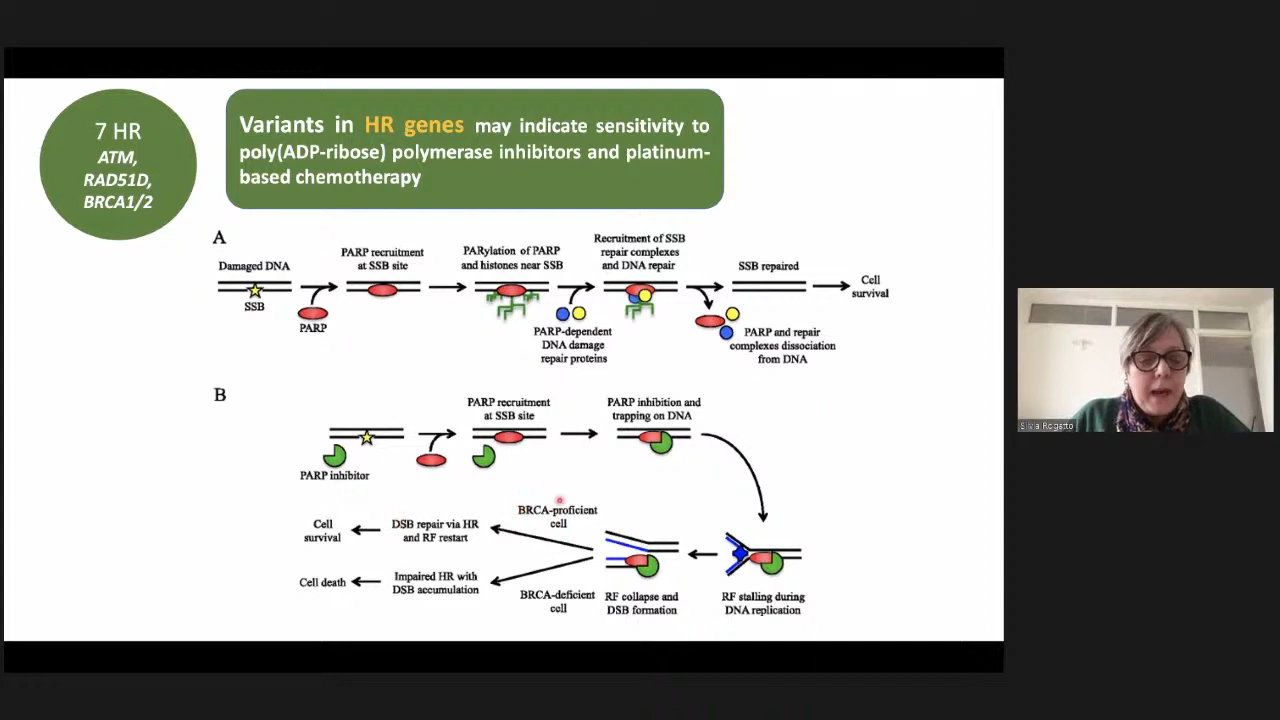 7 HR
ATM,
RAD51D,
BRCA1/2
Variants in HR genes may indicate sensitivity to
poly(ADP-ribose) polymerase inhibitors and platinum-
based chemotherapy
A
Damaged DNA
SSB
PARP
PARP recruitment
at SSB site
PARylation of PARP
and histones near SSB
PARP-dependent
DNA damage
repair proteins
Recruitment of SSB
repair complexes
and DNA repair
SSB repaired
PARP and repair
complexes dissociation
from DNA
Cell
survival
B
PARP inhibitor
PARP recruitment
at SSB site
PARP inhibition and
trapping on DNA
RF stalling during
DNA replication
RF collapse and
DSB formation
BRCA-proficient
cell
DSB repair via HR
and RF restart
Cell
survival
BRCA-deficient
cell
Impaired HR with
DSB accumulation
Cell death
Silvia Rogatto